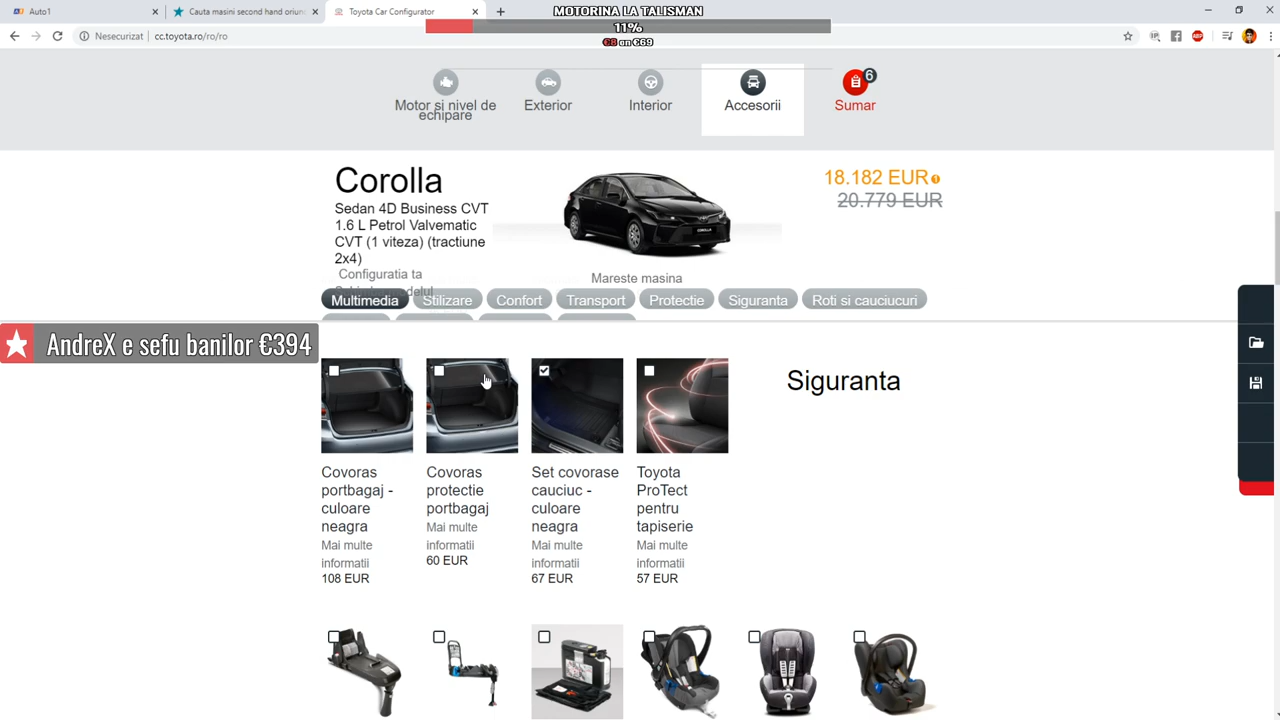 Auto1
Cauta masini second hand oriun
Toyota Car Configurator
MOTORINA LA TALISMAN
11%
€8 an €69
Nesecurizat
cc.toyota.ro/ro/ro
Motor si nivel de
echipare
Exterior
Interior
Accesorii
6
Sumar
Corolla
Sedan 4D Business CVT
1.6 L Petrol Valvematic
CVT (1 viteza) (tractiune
2x4)
Configuratia ta
18.182 EUR
20.779 EUR
COROLLA
Mareste masina
Multimedia
Stilizare
Confort
Transport
Protectie
Siguranta
Roti si cauciucuri
AndreX e sefu banilor €394
Siguranta
Covoras
portbagaj -
culoare
neagra
Mai multe
informatii
108 EUR
Covoras
protectie
portbagaj
Mai multe
informatii
60 EUR
Set covorase
cauciuc -
culoare
neagra
Mai multe
informatii
67 EUR
Toyota
ProTect
pentru
tapiserie
Mai multe
informatii
57 EUR